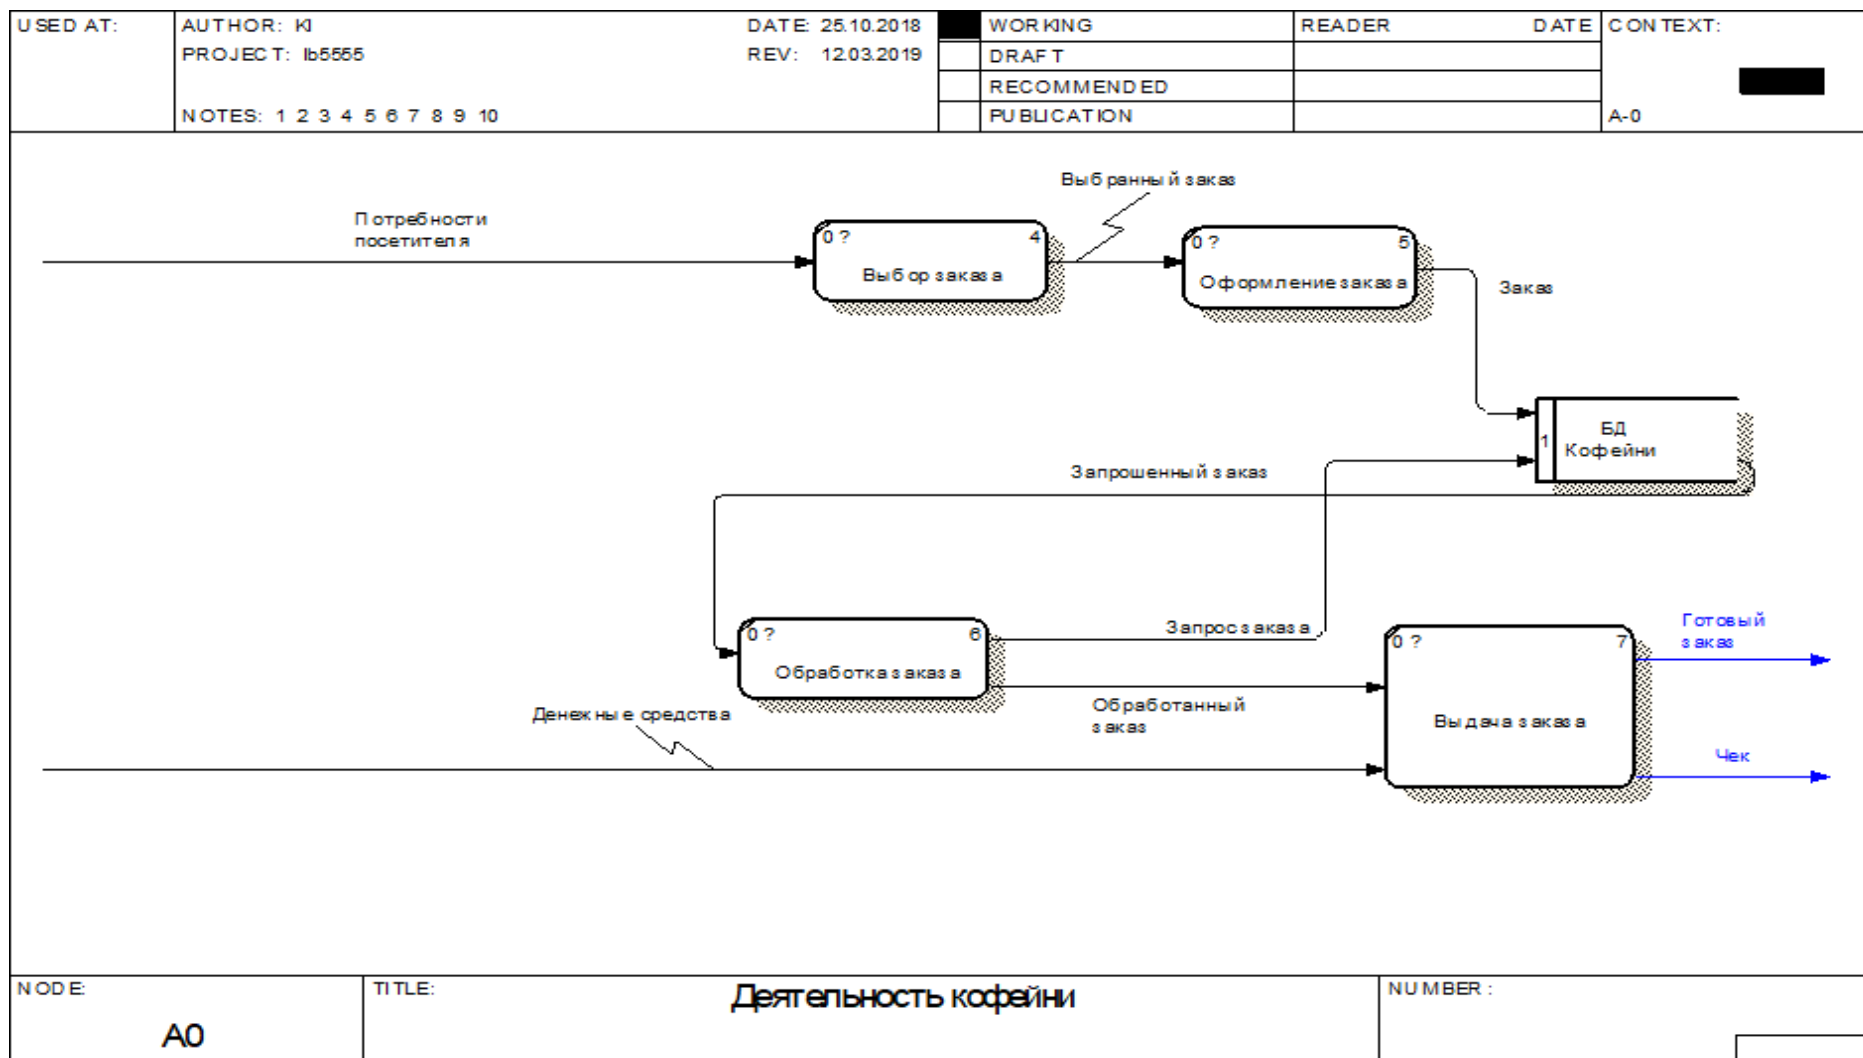 USED AT:
AUTHOR: KI
DATE: 25.10.2018
WORKING
READER
DATE
CONTEXT:
PROJECT: lb5555
REV: 12.03.2019
DRAFT
RECOMMENDED
NOTES: 1 2 3 4 5 6 7 8 9 10
PUBLICATION
A-0
Выбранный заказ
Потребности
посетителя
0 ?
4
Выбор заказа
0 ?
5
Оформление заказа
Заказ
1
БД
Кофейни
Запрошенный заказ
0 ?
6
Обработка заказа
Запрос заказа
Обработанный
заказ
Денежные средства
0 ?
7
Выдача заказа
Готовый
заказ
Чек
NODE:
A0
TITLE:
Деятельность кофейни
NUMBER: